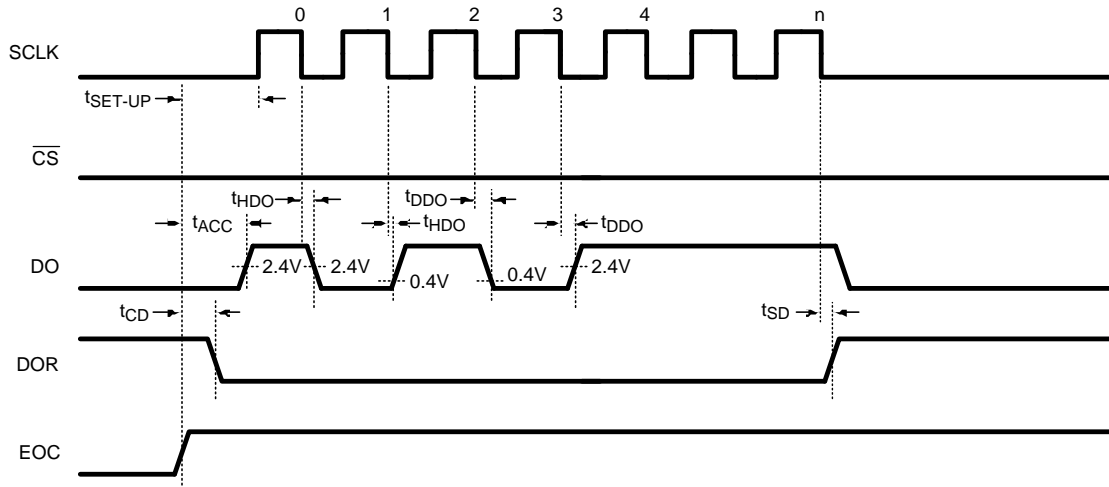 0 1 2 3 4 n
SCLK
tSET-UP
CS
tHDO tDDO
tACC tHDO tDDO
DO 2.4V 2.4V 0.4V 0.4V 2.4V
tCD tSD
DOR
EOC